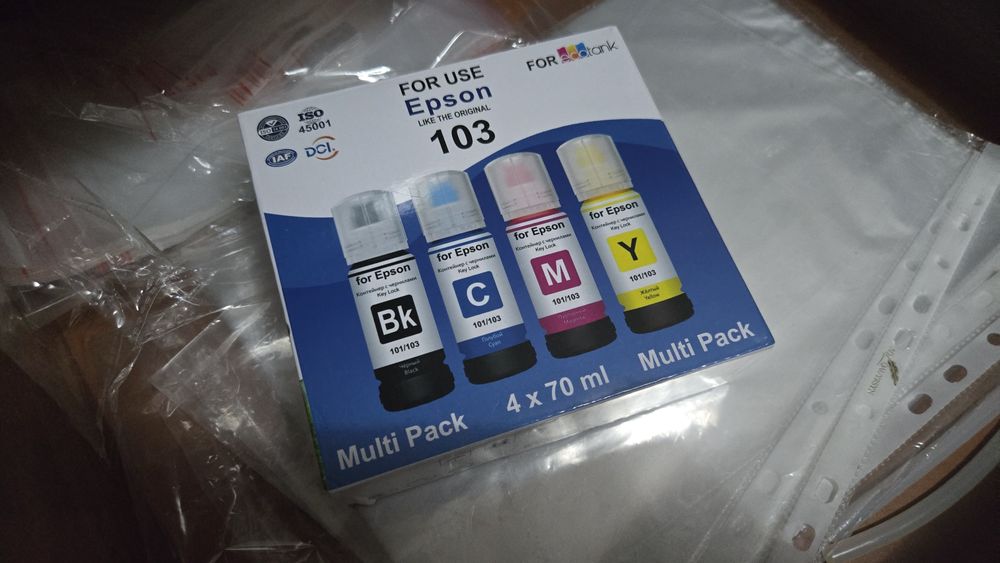 FOR USE
Epson
LIKE THE ORIGINAL
103
FOR ecotank
ISO
45001
IAF
DCI.
for Epson
Контейнер с чернилами
Key Lock
Bk
101/103
Чёрный
Black
for Epson
Контейнер с чернилами
Key Lock
C
101/103
Голубой
Cyan
for Epson
Контейнер с чернилами
Key Lock
M
101/103
Пурпурный
Magenta
for Epson
Контейнер с чернилами
Key Lock
Y
101/103
Жёлтый
Yellow
Multi Pack
4 x 70 ml
Multi Pack